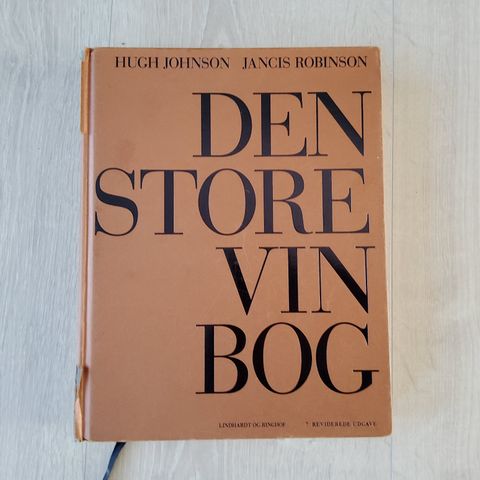 HUGH JOHNSON JANCIS ROBINSON
DEN
STORE
VIN
BOG
LINDHARDT OG RINGHOF 7. REVIDEREDE UDGAVE